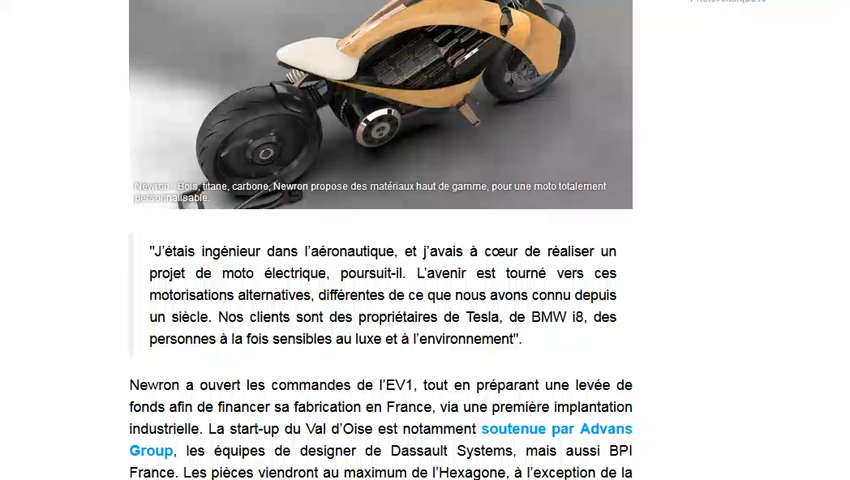 Newron - Bois, titane, carbone, Newron propose des matériaux haut de gamme, pour une moto totalement
personnalisable.
"J’étais ingénieur dans l’aéronautique, et j’avais à cœur de réaliser un
projet de moto électrique, poursuit-il. L’avenir est tourné vers ces
motorisations alternatives, différentes de ce que nous avons connu depuis
un siècle. Nos clients sont des propriétaires de Tesla, de BMW i8, des
personnes à la fois sensibles au luxe et à l’environnement".
Newron a ouvert les commandes de l’EV1, tout en préparant une levée de
fonds afin de financer sa fabrication en France, via une première implantation
industrielle. La start-up du Val d’Oise est notamment soutenue par Advans
Group, les équipes de designer de Dassault Systems, mais aussi BPI
France. Les pièces viendront au maximum de l’Hexagone, à l’exception de la